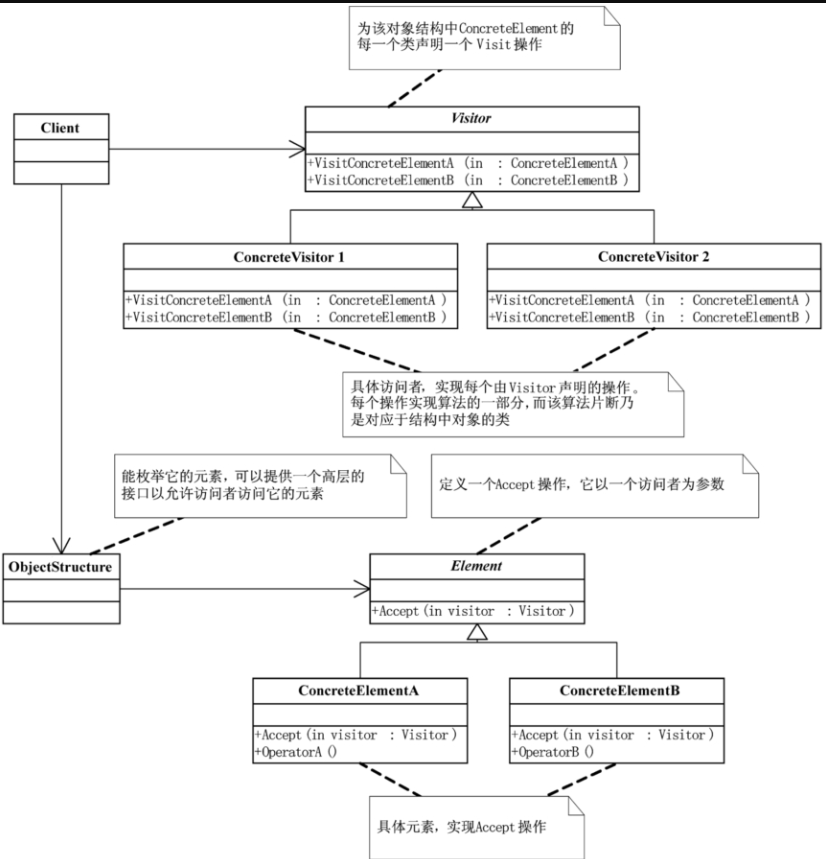 为该对象结构中ConcreteElement的
每一个类声明一个 Visit 操作
Client
Visitor
+VisitConcreteElementA (in  : ConcreteElementA )
+VisitConcreteElementB (in  : ConcreteElementB )
ConcreteVisitor 1
+VisitConcreteElementA (in  : ConcreteElementA )
+VisitConcreteElementB (in  : ConcreteElementB )
ConcreteVisitor 2
+VisitConcreteElementA (in  : ConcreteElementA )
+VisitConcreteElementB (in  : ConcreteElementB )
具体访问者，实现每个由Visitor声明的操作。
每个操作实现算法的一部分，而该算法片断乃
是对应于结构中对象的类
能枚举它的元素，可以提供一个高层的
接口以允许访问者访问它的元素
定义一个Accept 操作，它以一个访问者为参数
ObjectStructure
Element
+Accept(in visitor : Visitor)
ConcreteElementA
+Accept(in visitor : Visitor)
+OperatorA ()
ConcreteElementB
+Accept(in visitor : Visitor)
+OperatorB ()
具体元素，实现Accept 操作